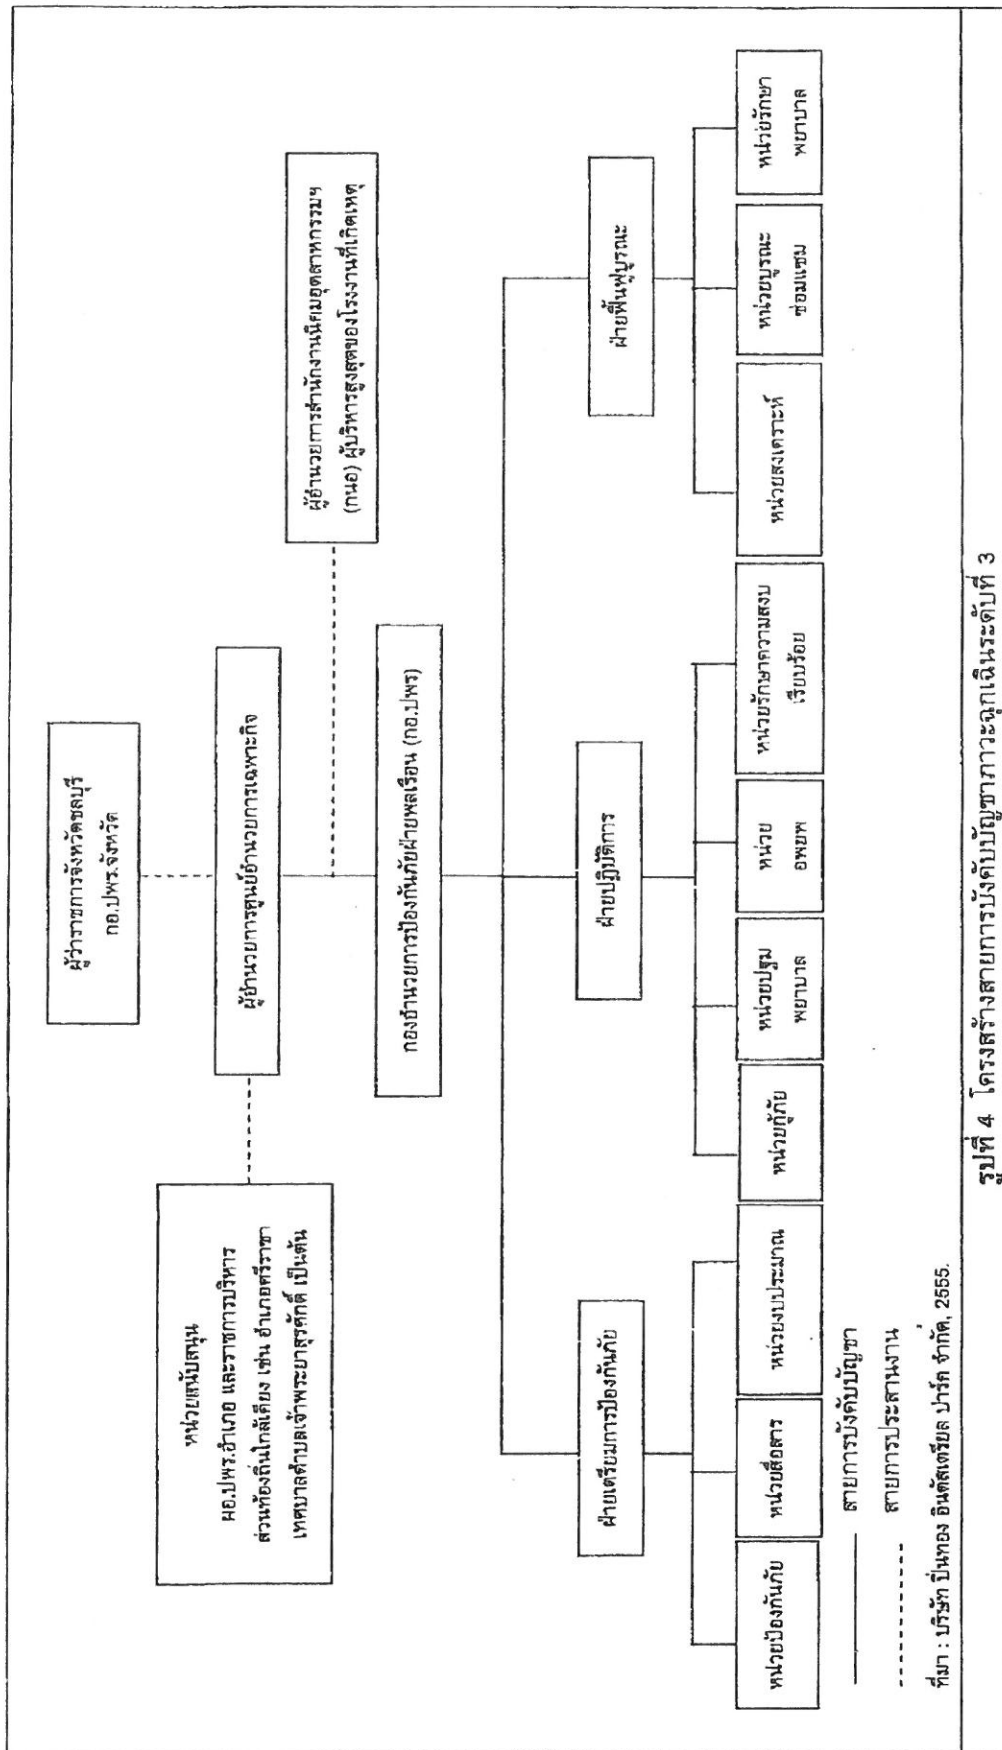 ผู้ว่าราชการจังหวัดชลบุรี
กอ.ปพร.จังหวัด
หน่วยสนับสนุน
ผอ.ปพร.อำเภอ และราชการบริหาร
ส่วนท้องถิ่นใกล้เคียง เช่น อำเภอศรีราชา
เทศบาลตำบลเจ้าพระยาสุรศักดิ์ เป็นต้น
ผู้อำนวยการศูนย์อำนวยการเฉพาะกิจ
ผู้อำนวยการสำนักงานนิคมอุตสาหกรรมฯ
(กนอ) ผู้บริหารสูงสุดของโรงงานที่เกิดเหตุ
กองอำนวยการป้องกันภัยฝ่ายพลเรือน (กอ.ปพร)
ฝ่ายเตรียมการป้องกันภัย
ฝ่ายปฏิบัติการ
ฝ่ายฟื้นฟูบูรณะ
หน่วยป้องกันภัย
หน่วยสื่อสาร
หน่วยงบประมาณ
หน่วยกู้ภัย
หน่วยปฐม
พยาบาล
หน่วย
อพยพ
หน่วยรักษาความสงบ
เรียบร้อย
หน่วยสงเคราะห์
หน่วยบูรณะ
ซ่อมแซม
หน่วยรักษา
พยาบาล
สายการบังคับบัญชา
สายการประสานงาน
ที่มา : บริษัท ปิ่นทอง อินดัสเตรียล ปาร์ค จำกัด, 2555.
รูปที่ 4 โครงสร้างสายการบังคับบัญชาภาวะฉุกเฉินระดับที่ 3